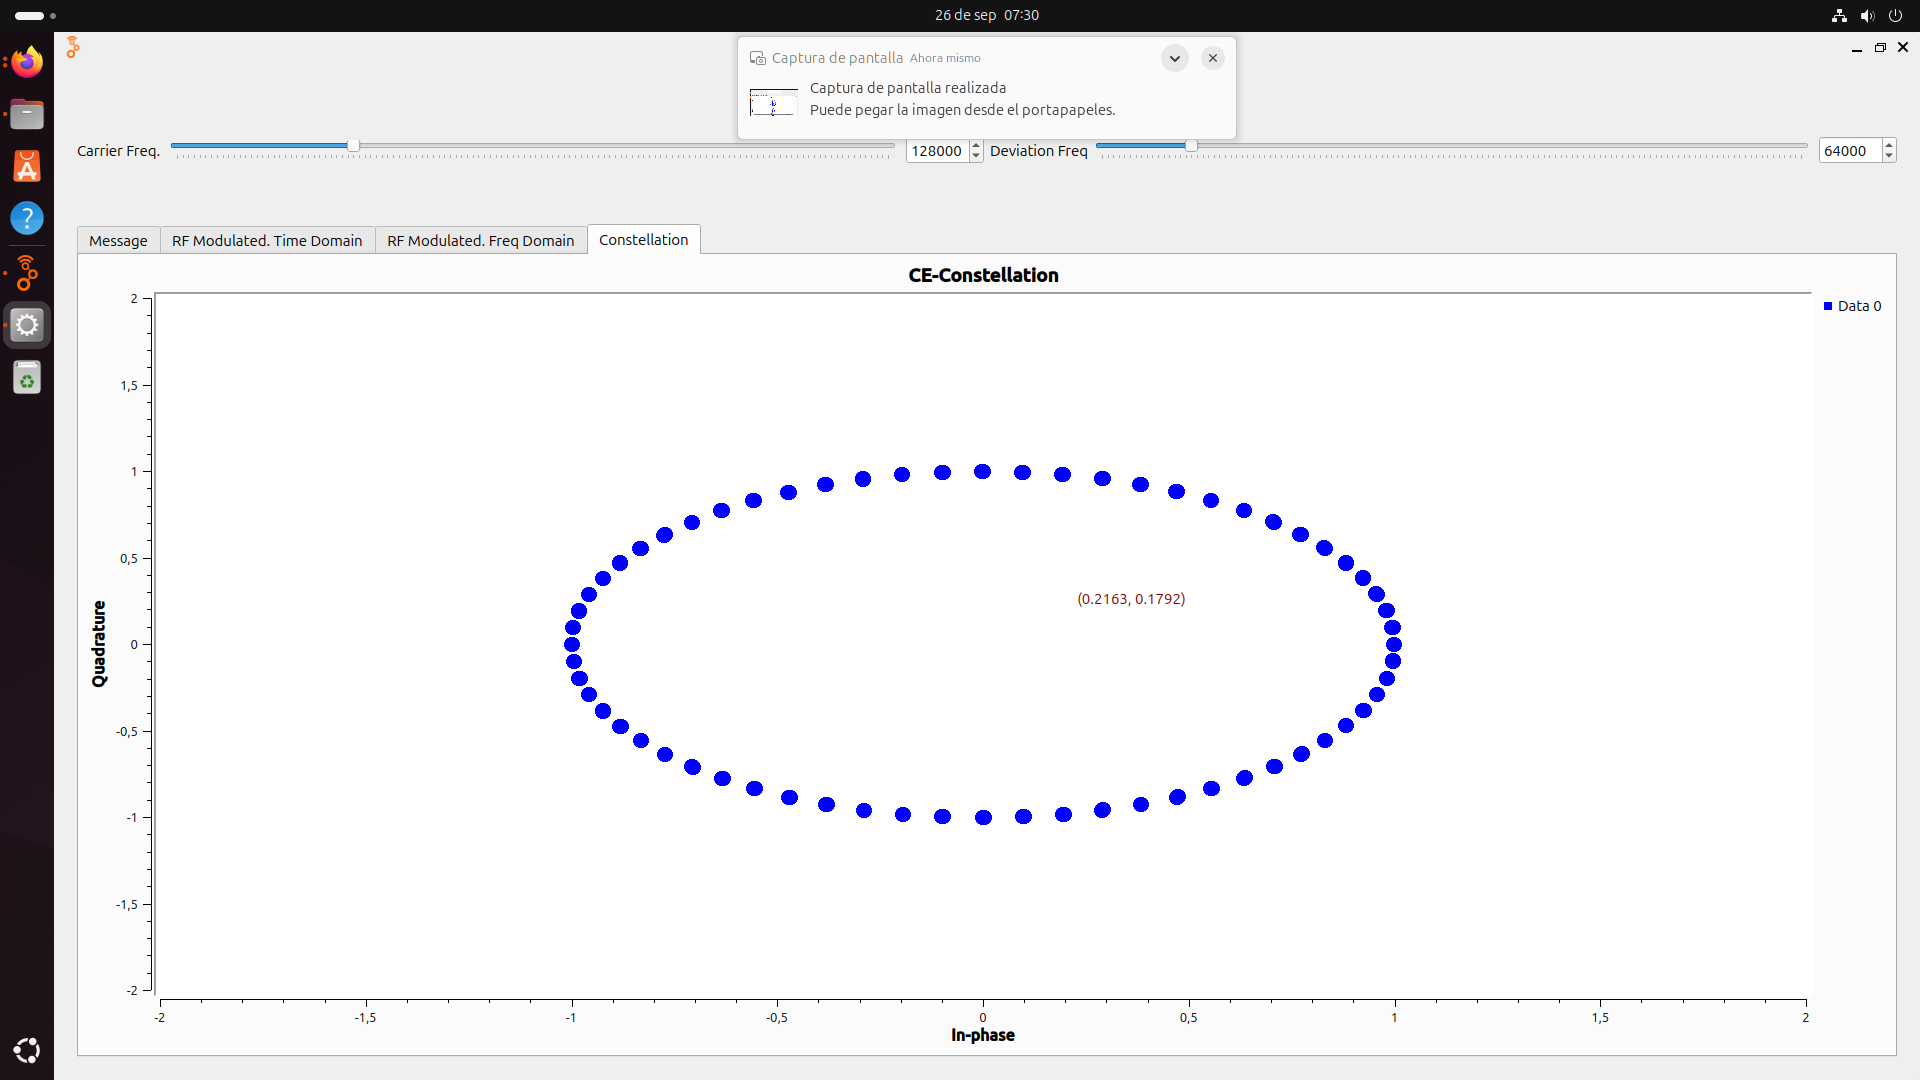 26 de sep 07:30
Captura de pantalla Ahora mismo
Captura de pantalla realizada
Puede pegar la imagen desde el portapapeles.
Carrier Freq. 128000 Deviation Freq 64000
Message RF Modulated. Time Domain RF Modulated. Freq Domain Constellation
CE-Constellation
Data 0
2
1,5
1
0,5
0
-0,5
-1
-1,5
-2
Quadrature
(0.2163, 0.1792)
-2 -1,5 -1 -0,5 0 0,5 1 1,5 2
In-phase